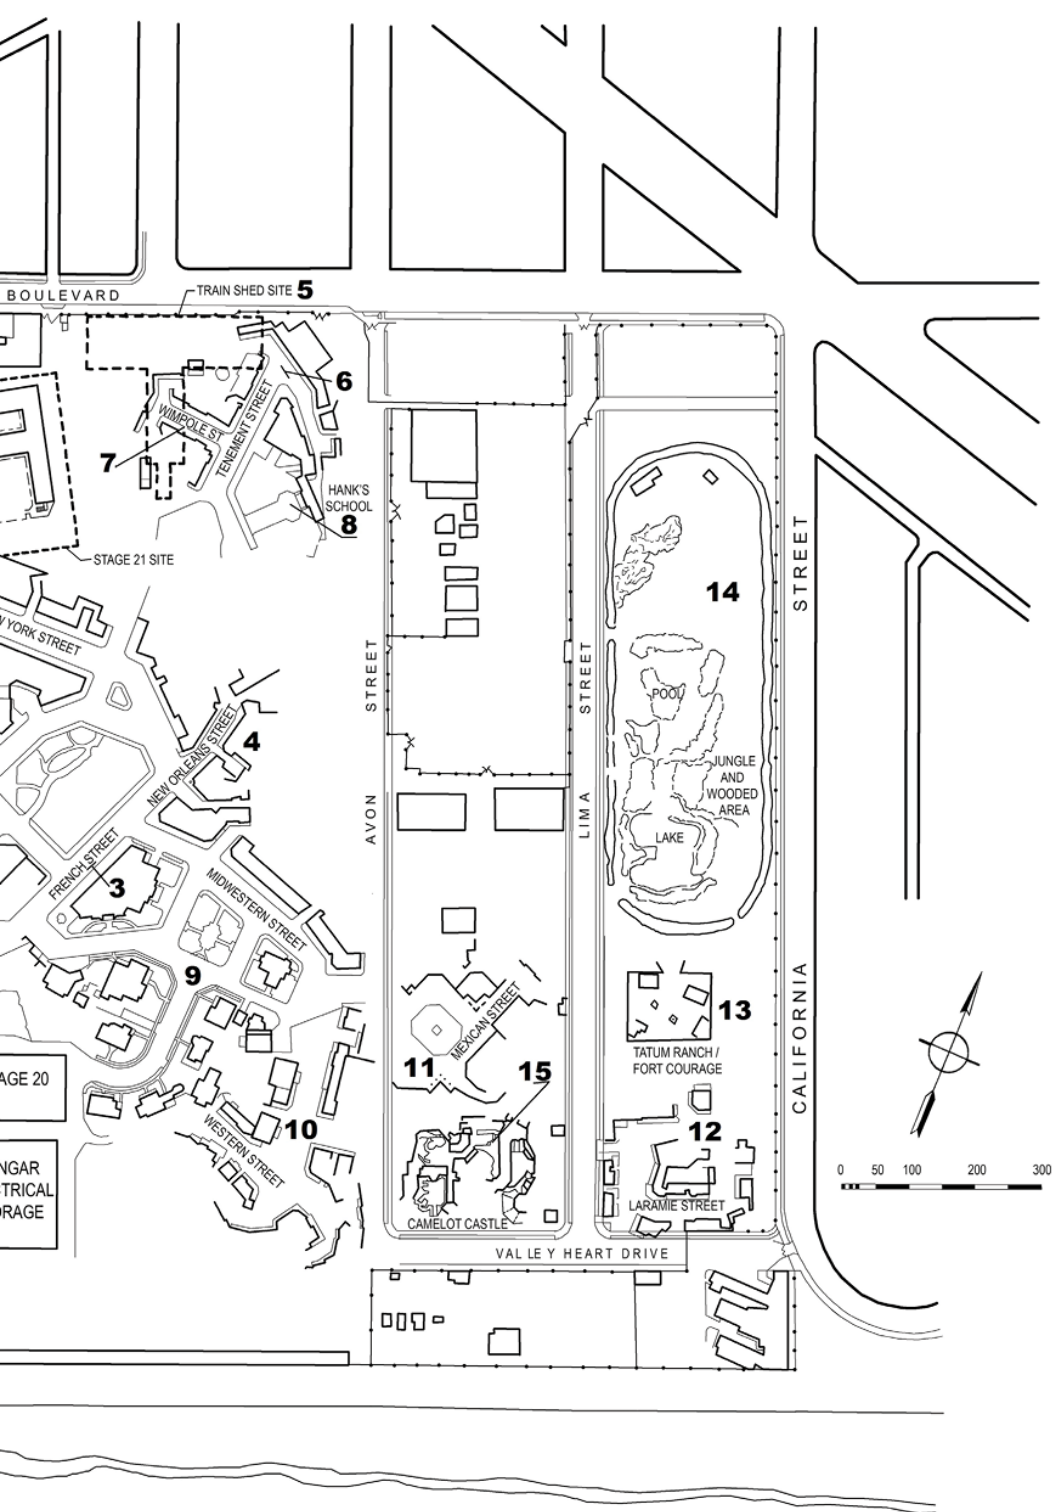 BOULEVARD
TRAIN SHED SITE 5
6
WIMPOLE ST
TENEMENT STREET
7
HANK'S
SCHOOL
8
STAGE 21 SITE
YORK STREET
14
STREET
AVON STREET
LIMA STREET
CALIFORNIA STREET
POOL
NEW ORLEANS STREET
4
JUNGLE
AND
WOODED
AREA
LAKE
FRENCH STREET
3
MIDWESTERN STREET
9
13
MEXICAN STREET
TATUM RANCH /
FORT COURAGE
11
15
AGE 20
10
12
WESTERN STREET
NGAR
TRICAL
ORAGE
LARAMIE STREET
CAMELOT CASTLE
VALLEY HEART DRIVE
0 50 100 200 300